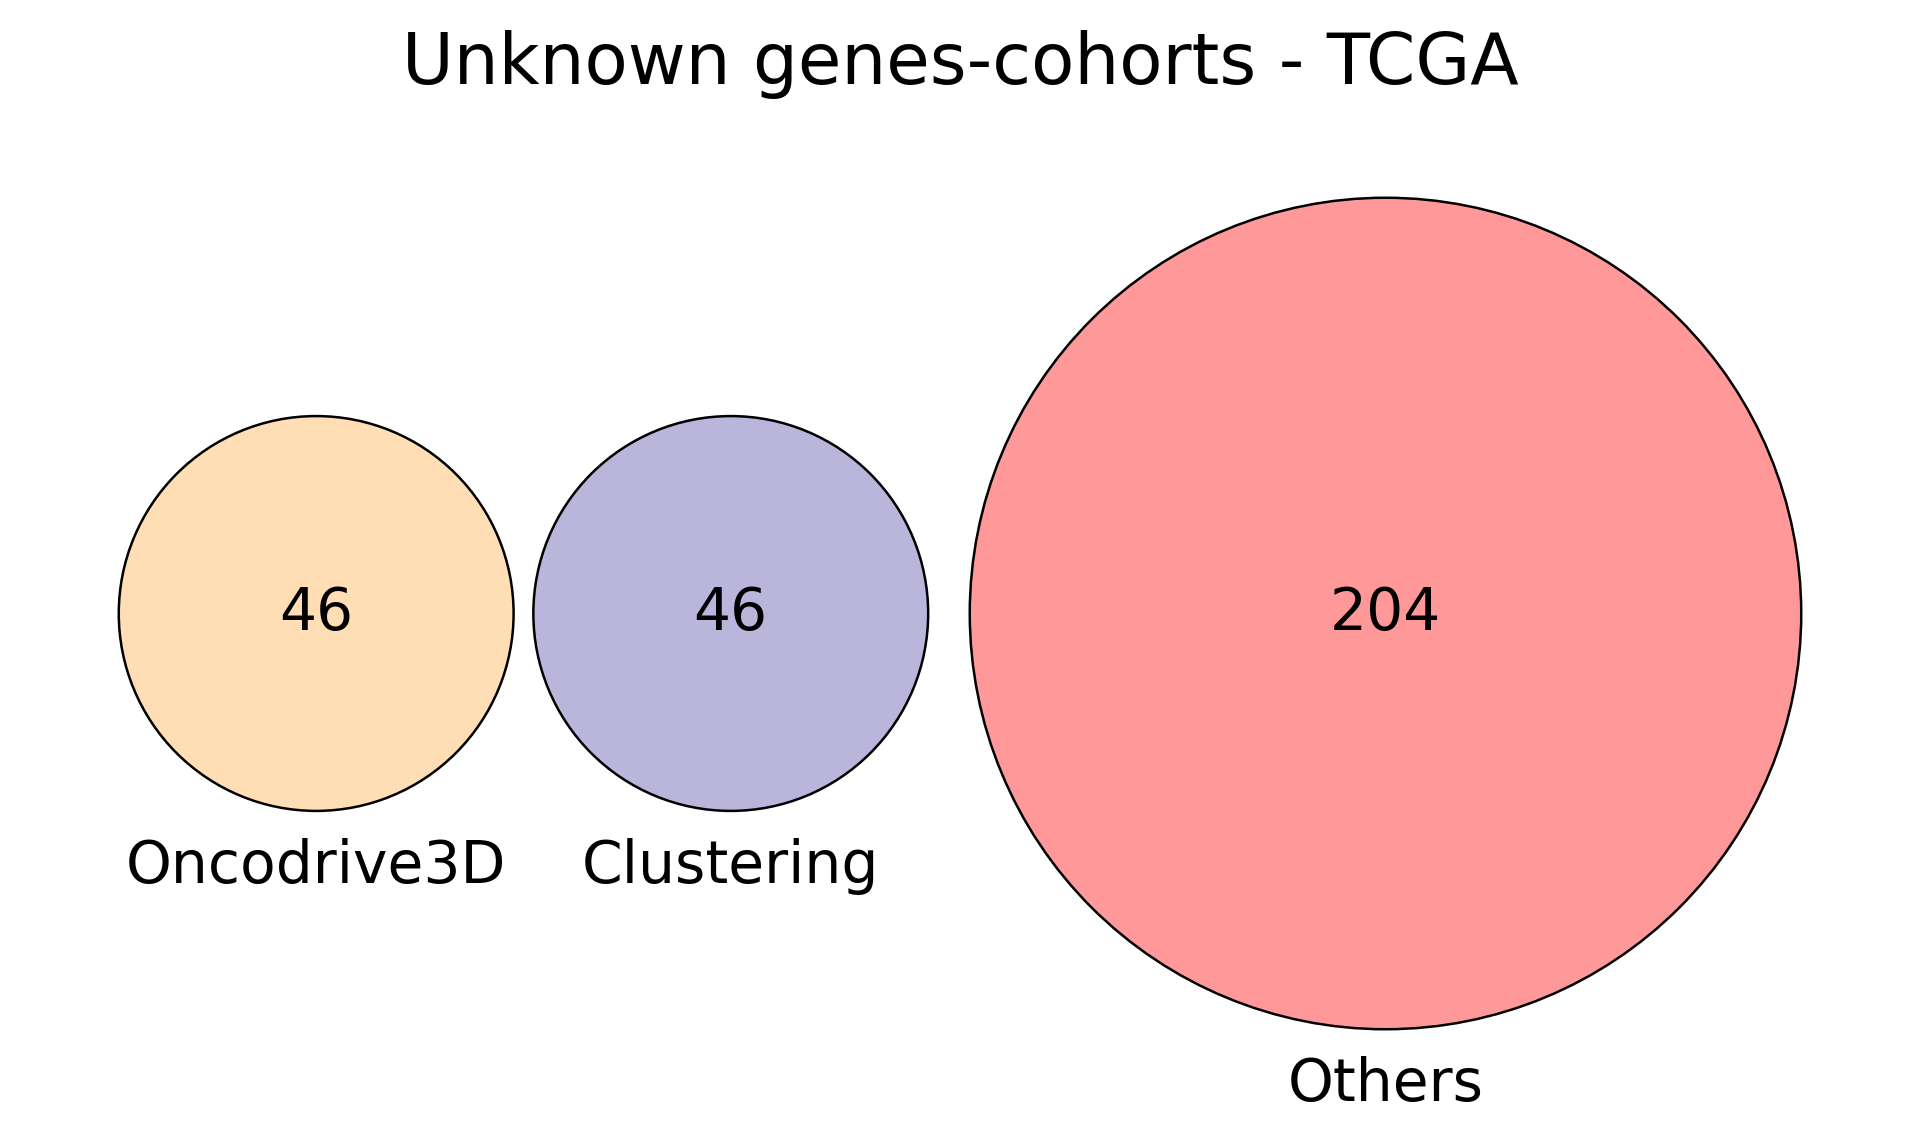 Unknown genes-cohorts - TCGA
46
46
204
Oncodrive3D
Clustering
Others